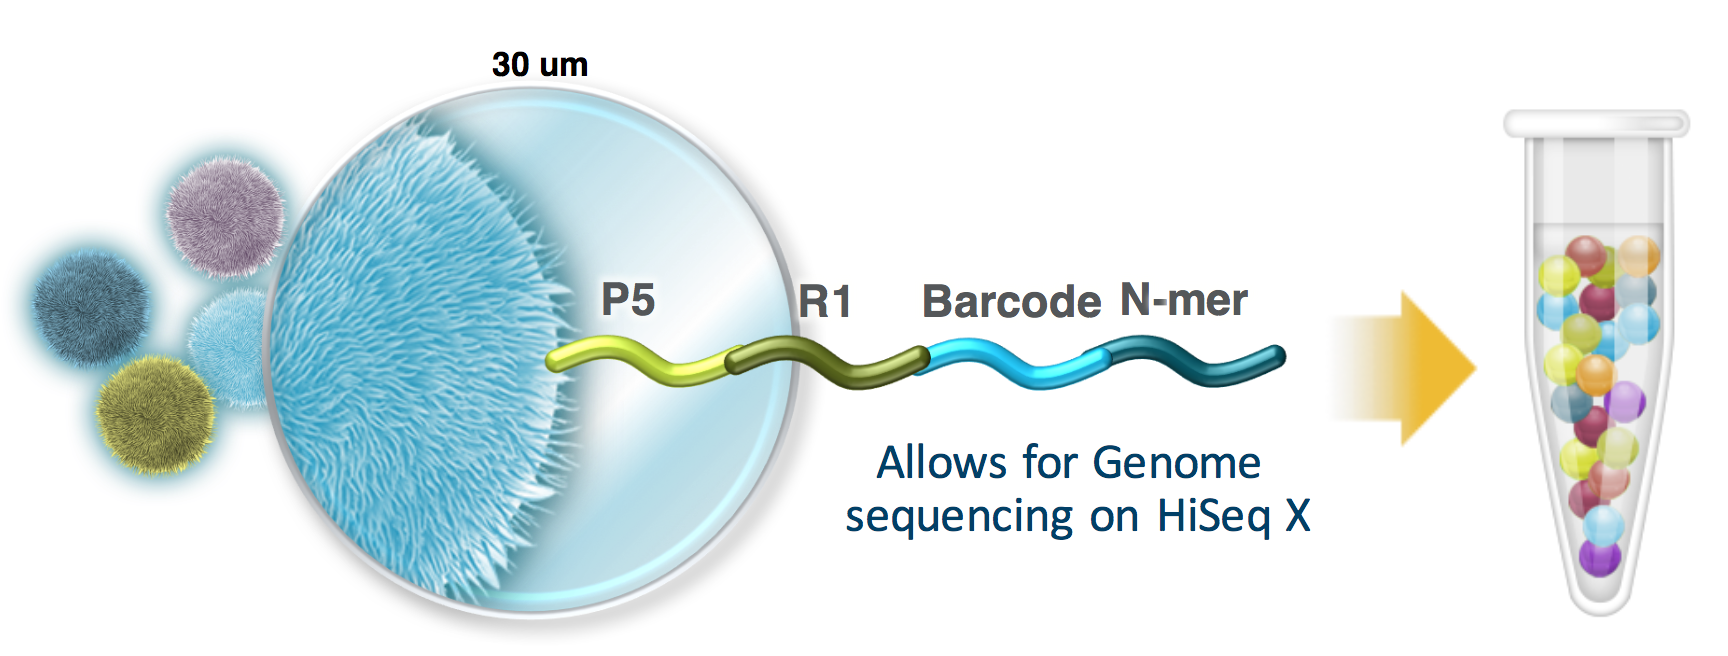 30 um
P5
R1
Barcode
N-mer
Allows for Genome
sequencing on HiSeq X